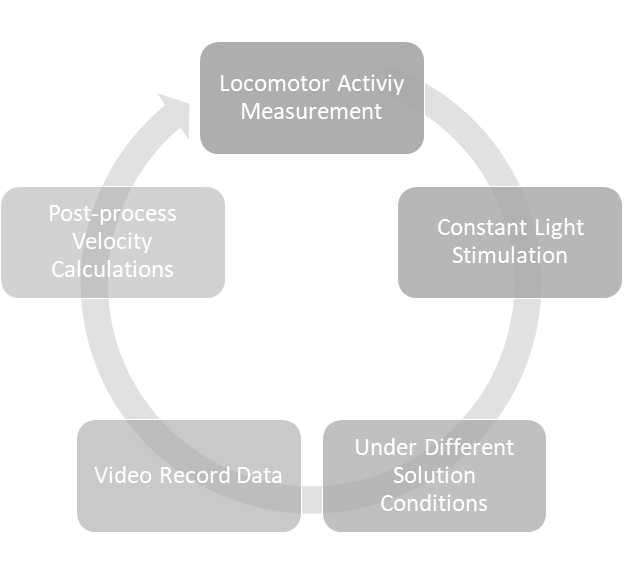 Locomotor Activiy
Measurement
Constant Light
Stimulation
Under Different
Solution
Conditions
Video Record Data
Post-process
Velocity
Calculations